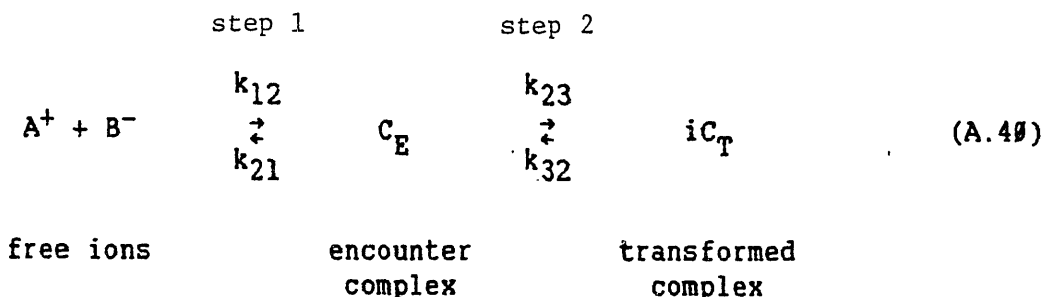 step 1 step 2
k12 k23
A+ + B- ⇄ CE ⇄ iCT (A.40)
k21 k32
free ions encounter transformed
complex complex